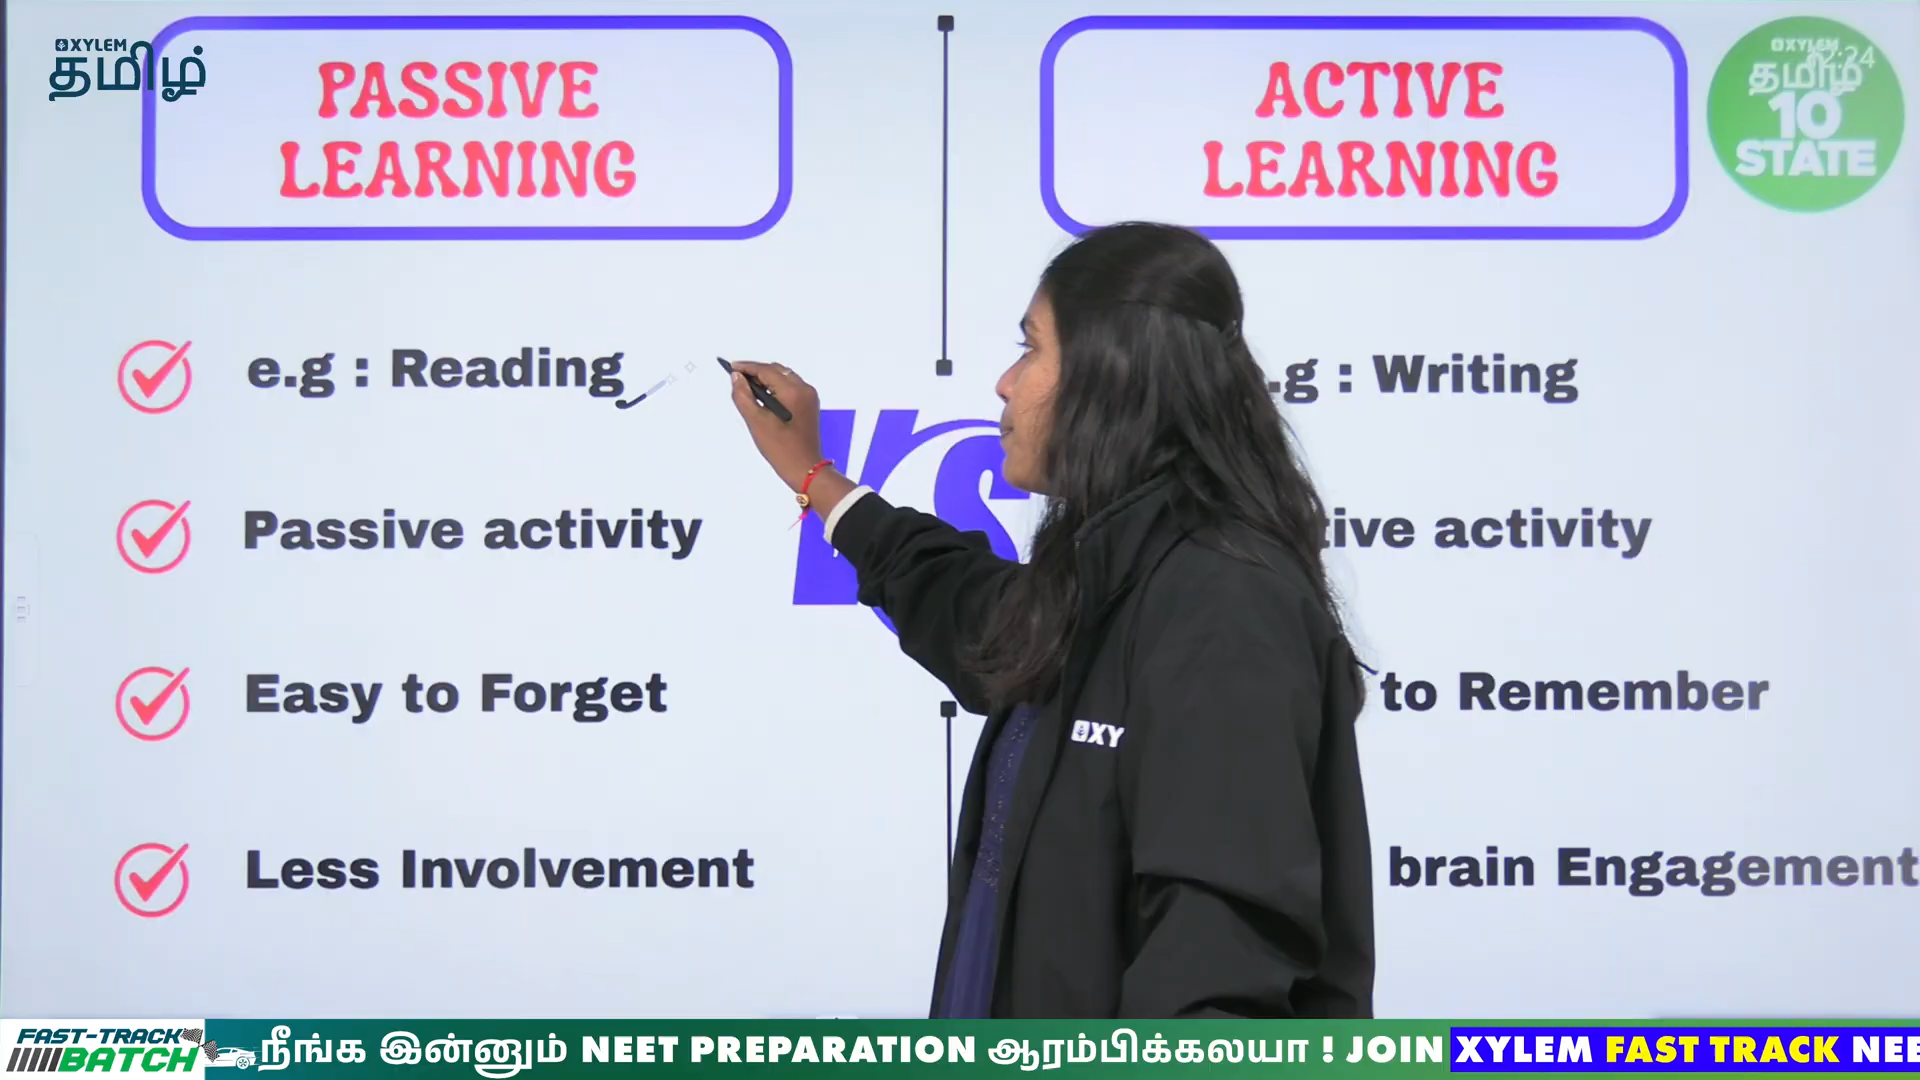 XYLEM
தமிழ்
PASSIVE
LEARNING
e.g : Reading
Passive activity
Easy to Forget
Less Involvement
VS
ACTIVE
LEARNING
.g : Writing
tive activity
to Remember
brain Engagement
XYLEM
தமிழ்
10
STATE
XY
FAST-TRACK
BATCH
நீங்க இன்னும் NEET PREPARATION ஆரம்பிக்கலயா ! JOIN XYLEM FAST TRACK NEE